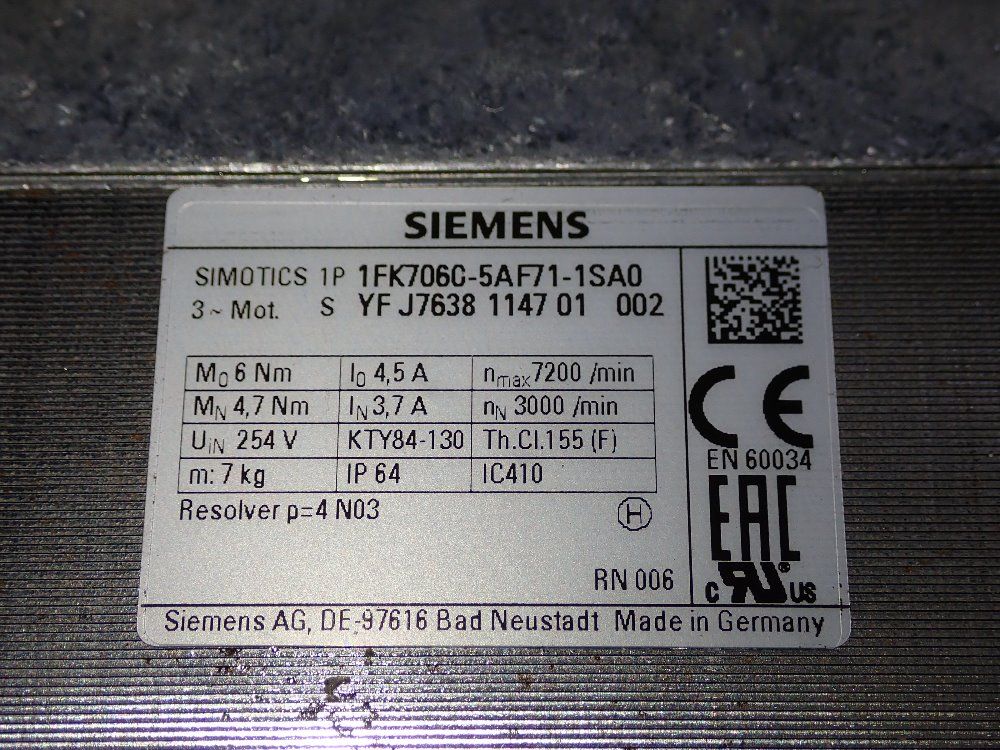 SIEMENS
SIMOTICS 1P 1FK7060-5AF71-1SA0
3~ Mot. S YF J7638 1147 01 002
M0 6 Nm I0 4,5 A nmax 7200 /min
MN 4,7 Nm IN 3,7 A nN 3000 /min
UIN 254 V KTY84-130 Th.Cl.155 (F)
m: 7 kg IP 64 IC410
EN 60034
Resolver p=4 N03 H
EAC
RN 006
c RU® US
Siemens AG, DE-97616 Bad Neustadt Made in Germany